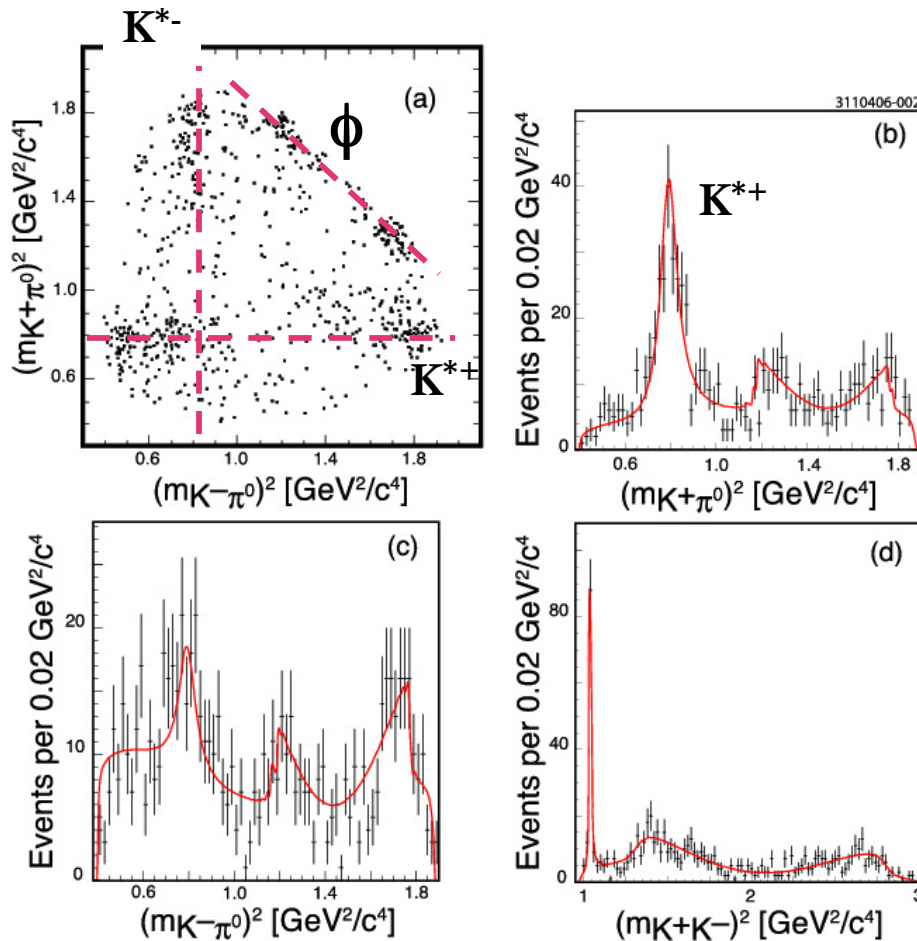 K*-
(a)
ϕ
K*+
1.8
1.4
1.0
0.6
(mK+π0)2 [GeV2/c4]
0.6
1.0
1.4
1.8
(mK−π0)2 [GeV2/c4]
3110406-002
(b)
K*+
40
20
0
Events per 0.02 GeV2/c4
0.6
1.0
1.4
1.8
(mK+π0)2 [GeV2/c4]
(c)
20
10
0
Events per 0.02 GeV2/c4
0.6
1.0
1.4
1.8
(mK−π0)2 [GeV2/c4]
(d)
80
40
0
Events per 0.02 GeV2/c4
1
2
3
(mK+K−)2 [GeV2/c4]